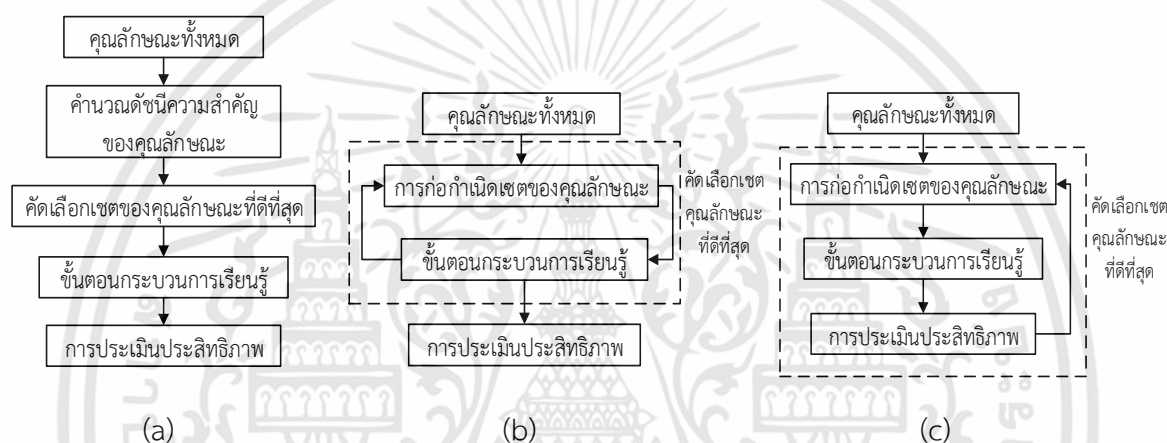 คุณลักษณะทั้งหมด
คำนวณดัชนีความสำคัญ
ของคุณลักษณะ
คัดเลือกเซตของคุณลักษณะที่ดีที่สุด
ขั้นตอนกระบวนการเรียนรู้
การประเมินประสิทธิภาพ
(a)
คุณลักษณะทั้งหมด
การก่อกำเนิดเซตของคุณลักษณะ
ขั้นตอนกระบวนการเรียนรู้
คัดเลือกเซต
คุณลักษณะ
ที่ดีที่สุด
การประเมินประสิทธิภาพ
(b)
คุณลักษณะทั้งหมด
การก่อกำเนิดเซตของคุณลักษณะ
ขั้นตอนกระบวนการเรียนรู้
การประเมินประสิทธิภาพ
คัดเลือกเซต
คุณลักษณะ
ที่ดีที่สุด
(c)